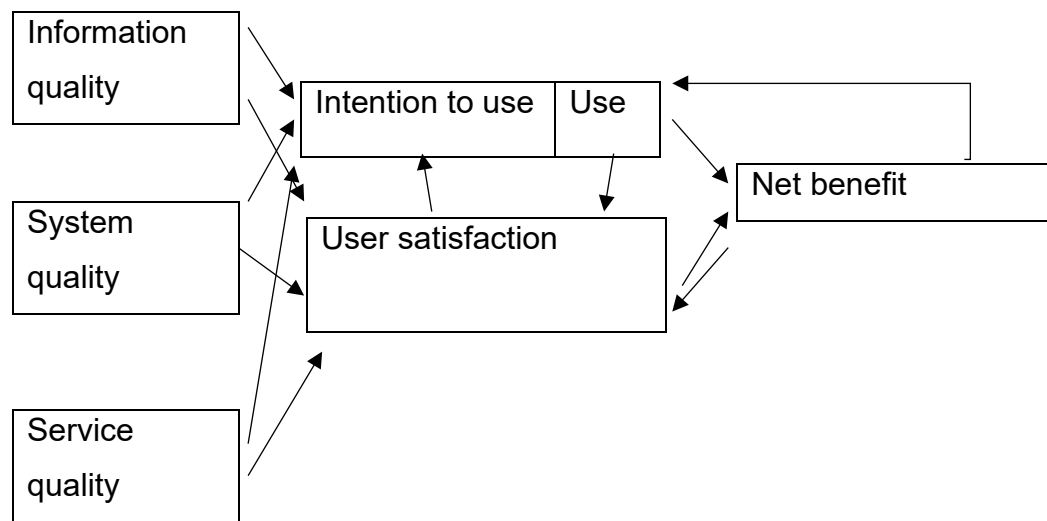 Information
quality
Intention to use
Use
Net benefit
System
quality
User satisfaction
Service
quality